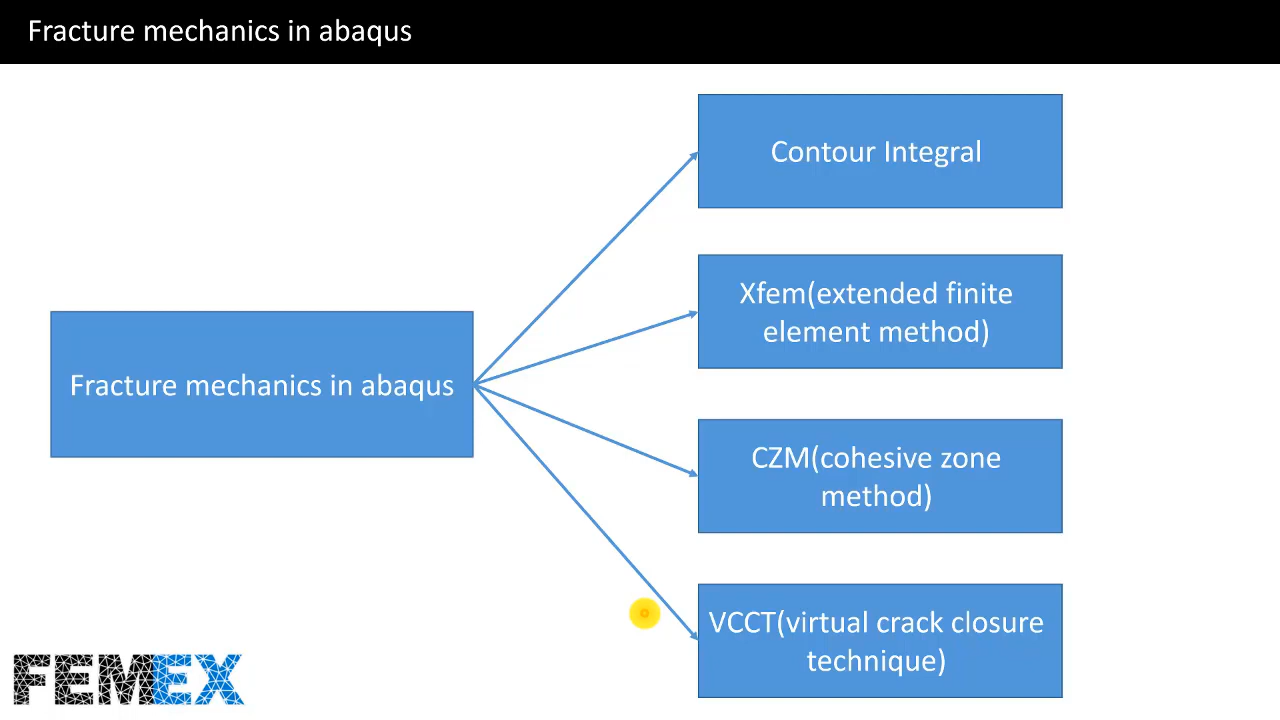 Fracture mechanics in abaqus
Contour Integral
Xfem(extended finite
element method)
Fracture mechanics in abaqus
CZM(cohesive zone
method)
VCCT(virtual crack closure
technique)
FEMEX